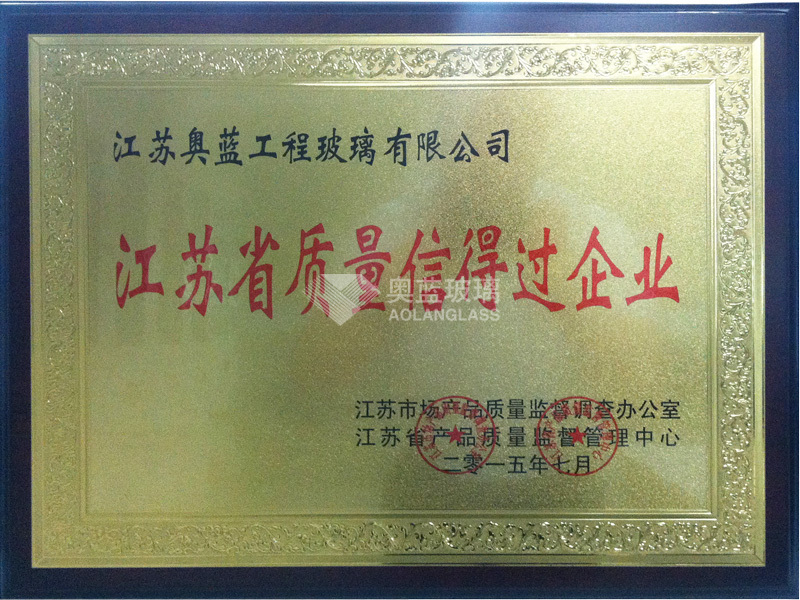 江苏奥蓝工程玻璃有限公司
江苏省质量信得过企业
奥蓝玻璃
AOLANGLASS
江苏市场产品质量监督调查办公室
江苏省产品质量监督管理中心
二零一五年七月